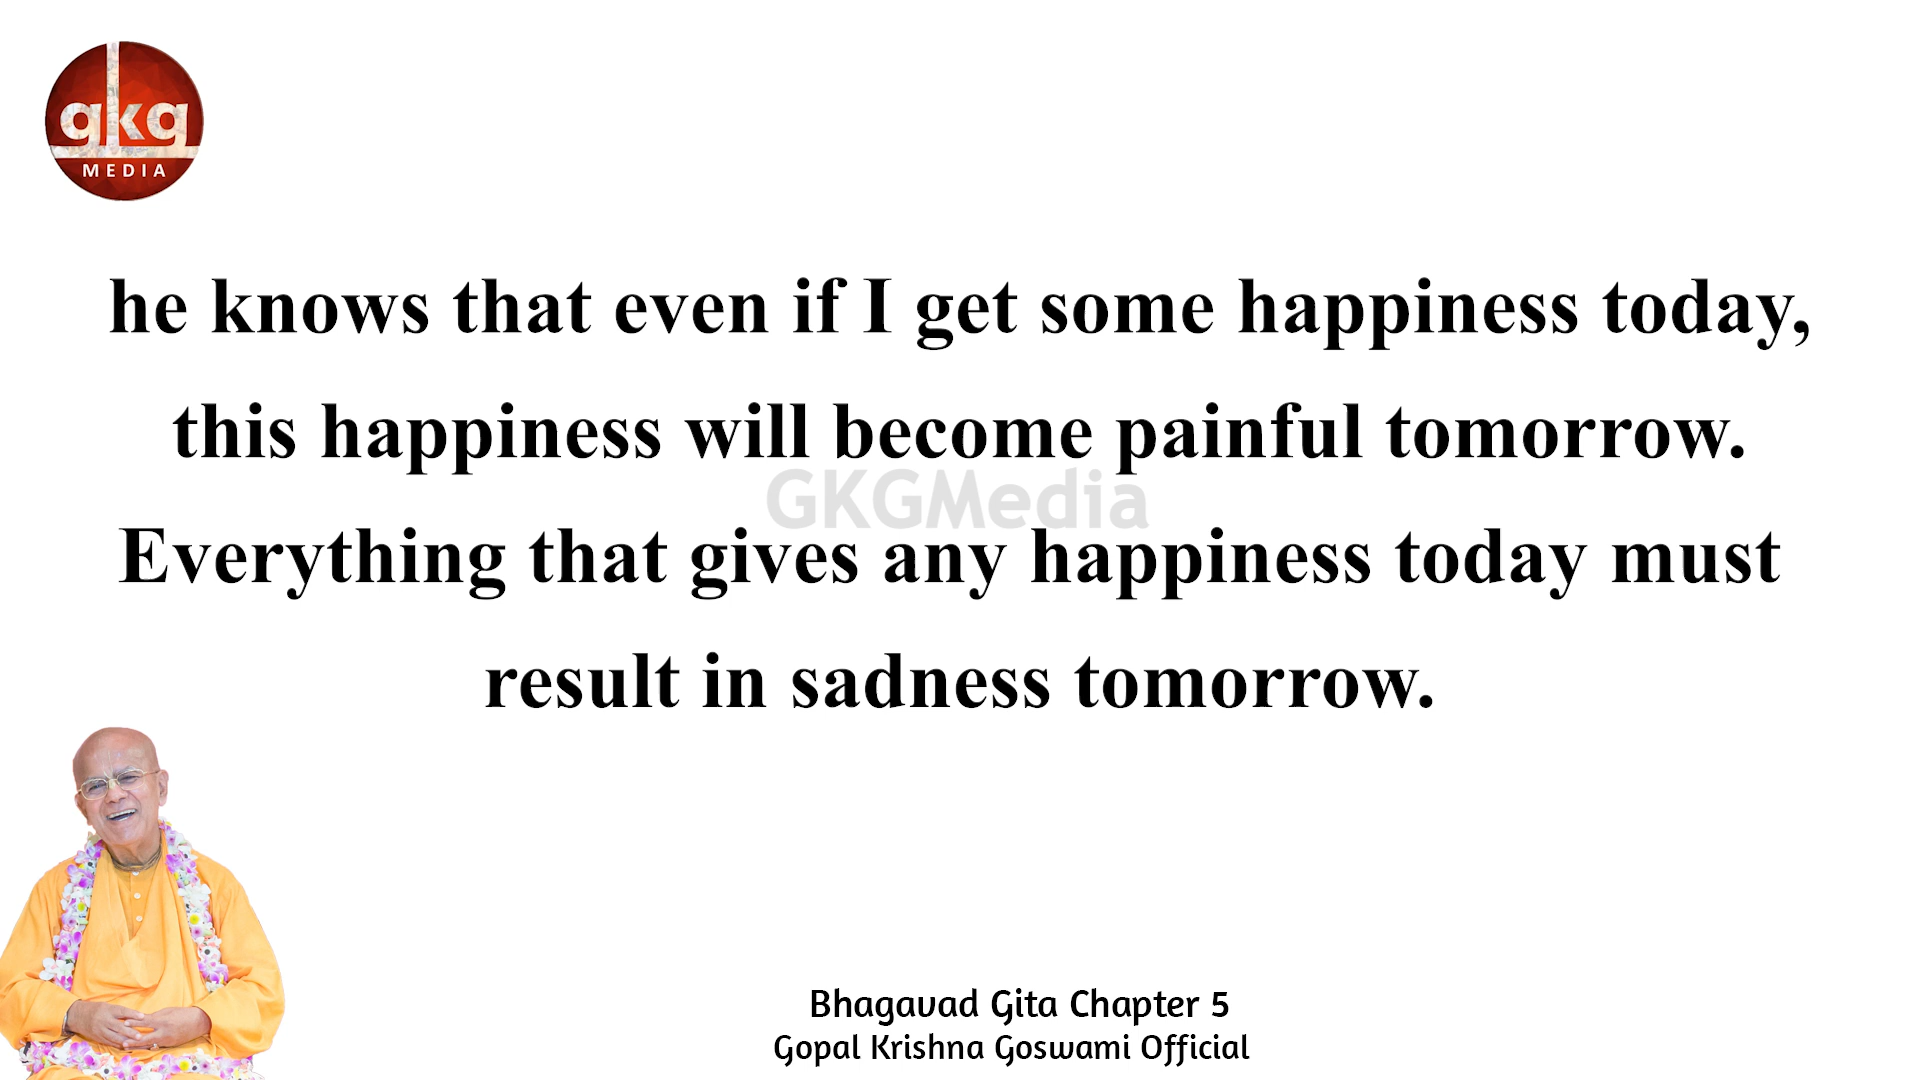 gkg
MEDIA
he knows that even if I get some happiness today,
this happiness will become painful tomorrow.
GKGMedia
Everything that gives any happiness today must
result in sadness tomorrow.
Bhagavad Gita Chapter 5
Gopal Krishna Goswami Official